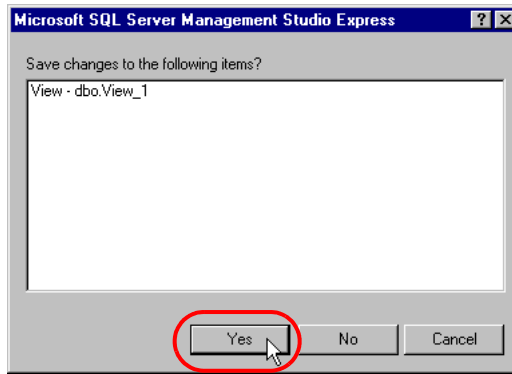 Microsoft SQL Server Management Studio Express
Save changes to the following items?
View - dbo.View_1
Yes No Cancel